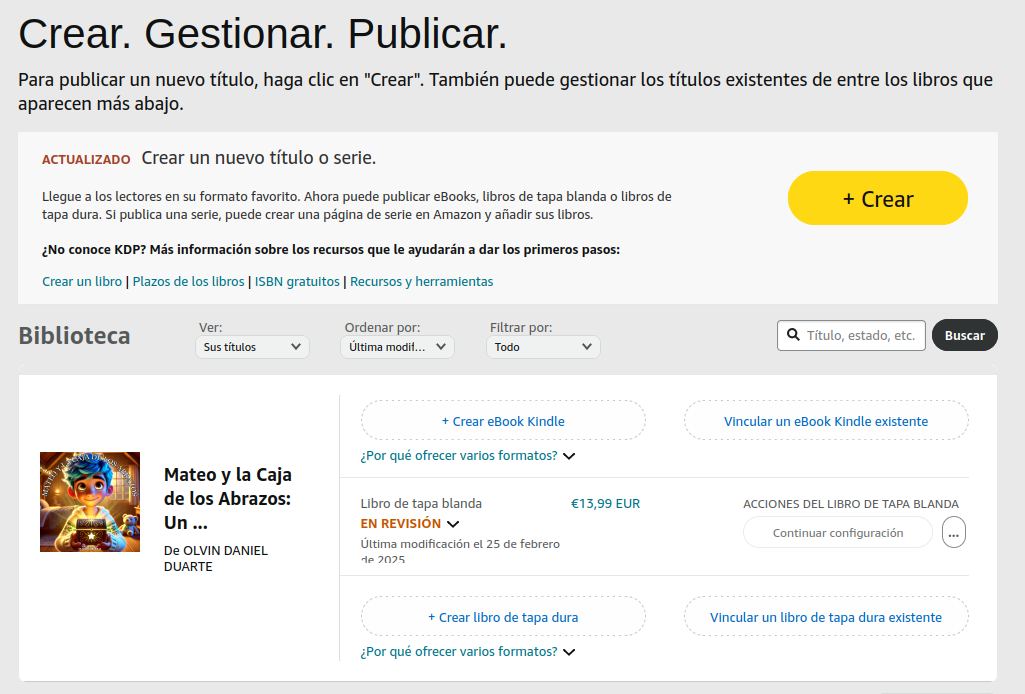 Crear. Gestionar. Publicar.
Para publicar un nuevo título, haga clic en "Crear". También puede gestionar los títulos existentes de entre los libros que
aparecen más abajo.
ACTUALIZADO Crear un nuevo título o serie.
Llegue a los lectores en su formato favorito. Ahora puede publicar eBooks, libros de tapa blanda o libros de
tapa dura. Si publica una serie, puede crear una página de serie en Amazon y añadir sus libros.
+ Crear
¿No conoce KDP? Más información sobre los recursos que le ayudarán a dar los primeros pasos:
Crear un libro | Plazos de los libros | ISBN gratuitos | Recursos y herramientas
Biblioteca
Ver:
Sus títulos
Ordenar por:
Última modif...
Filtrar por:
Todo
Título, estado, etc.
Buscar
MATEO Y LA CAJA DE LOS ABRAZOS
Mateo y la Caja
de los Abrazos:
Un ...
De OLVIN DANIEL
DUARTE
+ Crear eBook Kindle
Vincular un eBook Kindle existente
¿Por qué ofrecer varios formatos?
Libro de tapa blanda
€13,99 EUR
EN REVISIÓN
Última modificación el 25 de febrero
de 2025
ACCIONES DEL LIBRO DE TAPA BLANDA
Continuar configuración
...
+ Crear libro de tapa dura
Vincular un libro de tapa dura existente
¿Por qué ofrecer varios formatos?